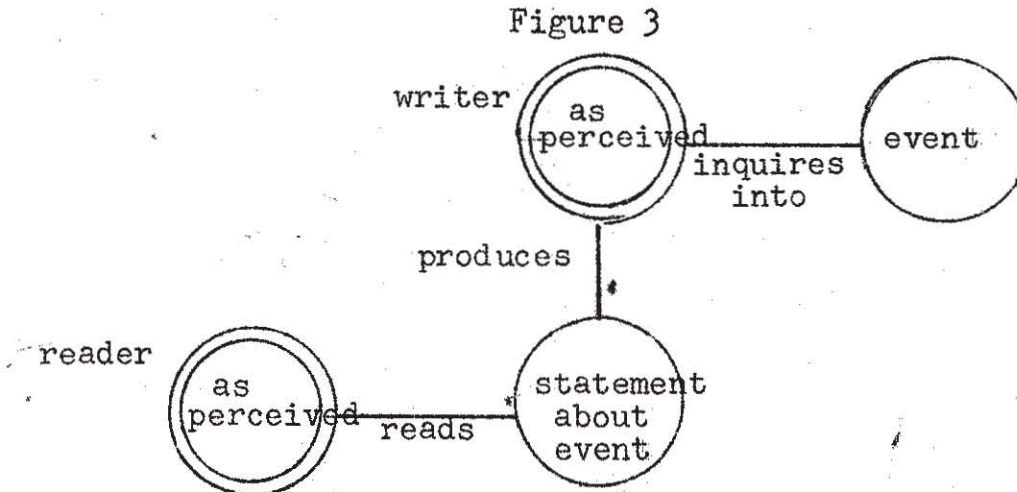 Figure 3
writer
as
perceived
event
inquires
into
produces
reader
as
perceived
reads
statement
about
event